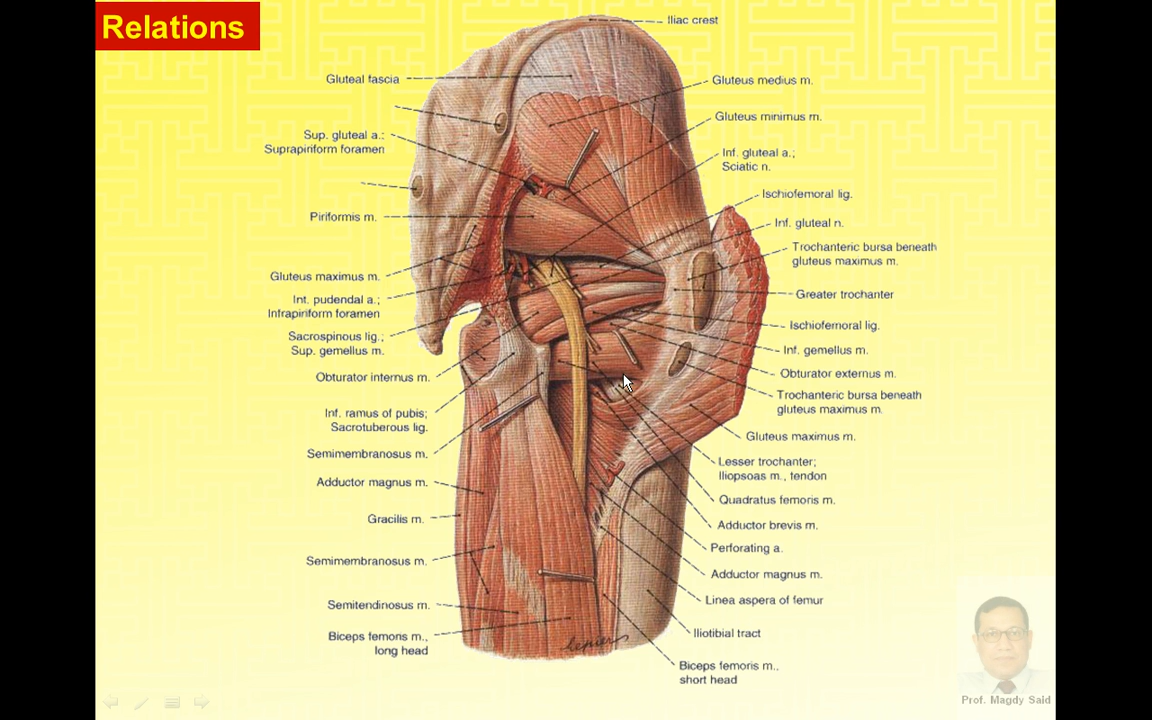 Relations
Iliac crest
Gluteal fascia
Sup. gluteal a.:
Suprapiriform foramen
Piriformis m.
Gluteus maximus m.
Int. pudendal a.;
Infrapiriform foramen
Sacrospinous lig.;
Sup. gemellus m.
Obturator internus m.
Inf. ramus of pubis;
Sacrotuberous lig.
Semimembranosus m.
Adductor magnus m.
Gracilis m.
Semimembranosus m.
Semitendinosus m.
Biceps femons m.,
long head
Gluteus medius m.
Gluteus minimus m.
Inf. gluteal a.;
Sciatic n.
Ischiofemoral lig.
Inf. gluteal n.
Trochanteric bursa beneath
gluteus maximus m.
Greater trochanter
Ischiofemoral lig.
Inf. gemellus m.
Obturator externus m.
Trochanteric bursa beneath
gluteus maximus m.
Gluteus maximus m.
Lesser trochanter;
Iliopsoas m., tendon
Quadratus femoris m.
Adductor brevis m.
Perforating a.
Adductor magnus m.
Linea aspera of femur
Iliotibial tract
Biceps femoris m.,
short head
lepier
Prof. Magdy Said